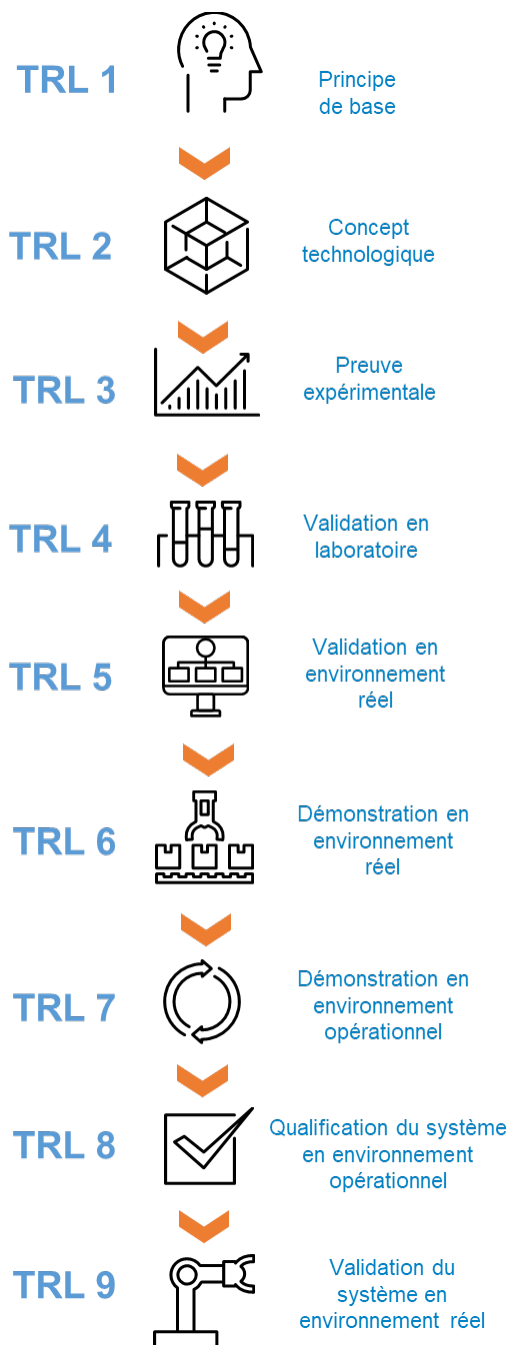 TRL 1
Principe
de base
TRL 2
Concept
technologique
TRL 3
Preuve
expérimentale
TRL 4
Validation en
laboratoire
TRL 5
Validation en
environnement
réel
TRL 6
Démonstration en
environnement
réel
TRL 7
Démonstration en
environnement
opérationnel
TRL 8
Qualification du système
en environnement
opérationnel
TRL 9
Validation du
système en
environnement réel